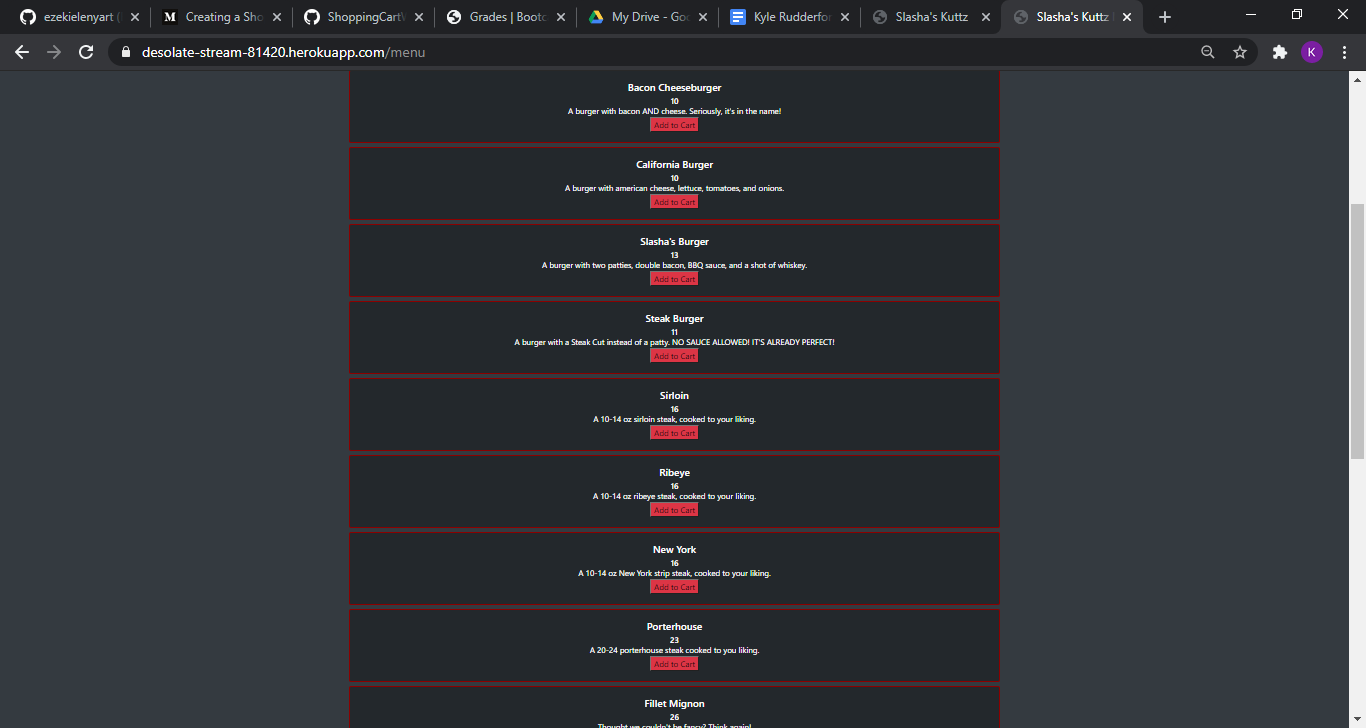 ezekielenyart (
Creating a Sho
ShoppingCart\
Grades | Bootc
My Drive - Goo
Kyle Rudderfor
Slasha's Kuttz
Slasha's Kuttz
desolate-stream-81420.herokuapp.com/menu
K
Bacon Cheeseburger
10
A burger with bacon AND cheese. Seriously, it's in the name!
Add to Cart
California Burger
10
A burger with american cheese, lettuce, tomatoes, and onions.
Add to Cart
Slasha's Burger
13
A burger with two patties, double bacon, BBQ sauce, and a shot of whiskey.
Add to Cart
Steak Burger
11
A burger with a Steak Cut instead of a patty. NO SAUCE ALLOWED! IT'S ALREADY PERFECT!
Add to Cart
Sirloin
16
A 10-14 oz sirloin steak, cooked to your liking.
Add to Cart
Ribeye
16
A 10-14 oz ribeye steak, cooked to your liking.
Add to Cart
New York
16
A 10-14 oz New York strip steak, cooked to your liking.
Add to Cart
Porterhouse
23
A 20-24 porterhouse steak cooked to you liking.
Add to Cart
Fillet Mignon
26
Thought we couldn't be fancy? Think again!